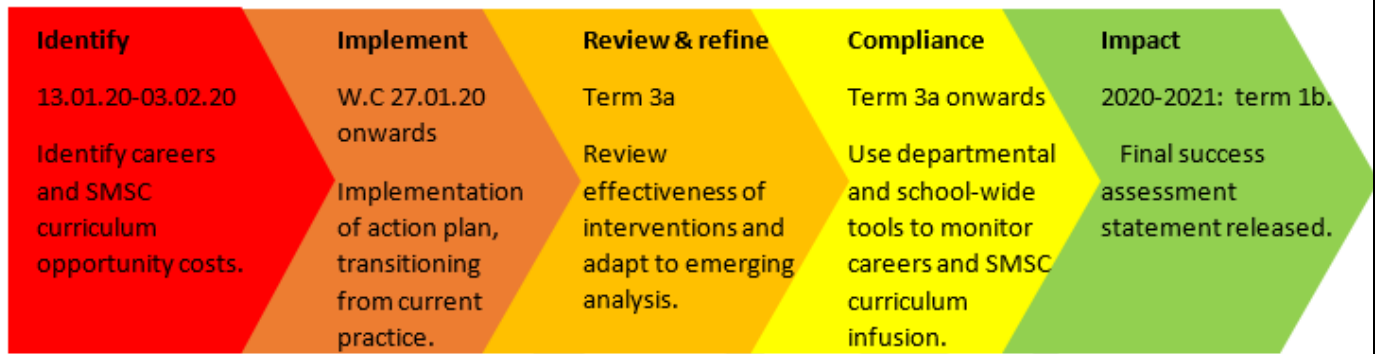 Identify
13.01.20-03.02.20
Identify careers
and SMSC
curriculum
opportunity costs.
Implement
W.C 27.01.20
onwards
Implementation
of action plan,
transitioning
from current
practice.
Review & refine
Term 3a
Review
effectiveness of
interventions and
adapt to emerging
analysis.
Compliance
Term 3a onwards
Use departmental
and school-wide
tools to monitor
careers and SMSC
curriculum
infusion.
Impact
2020-2021: term 1b.
Final success
assessment
statement released.